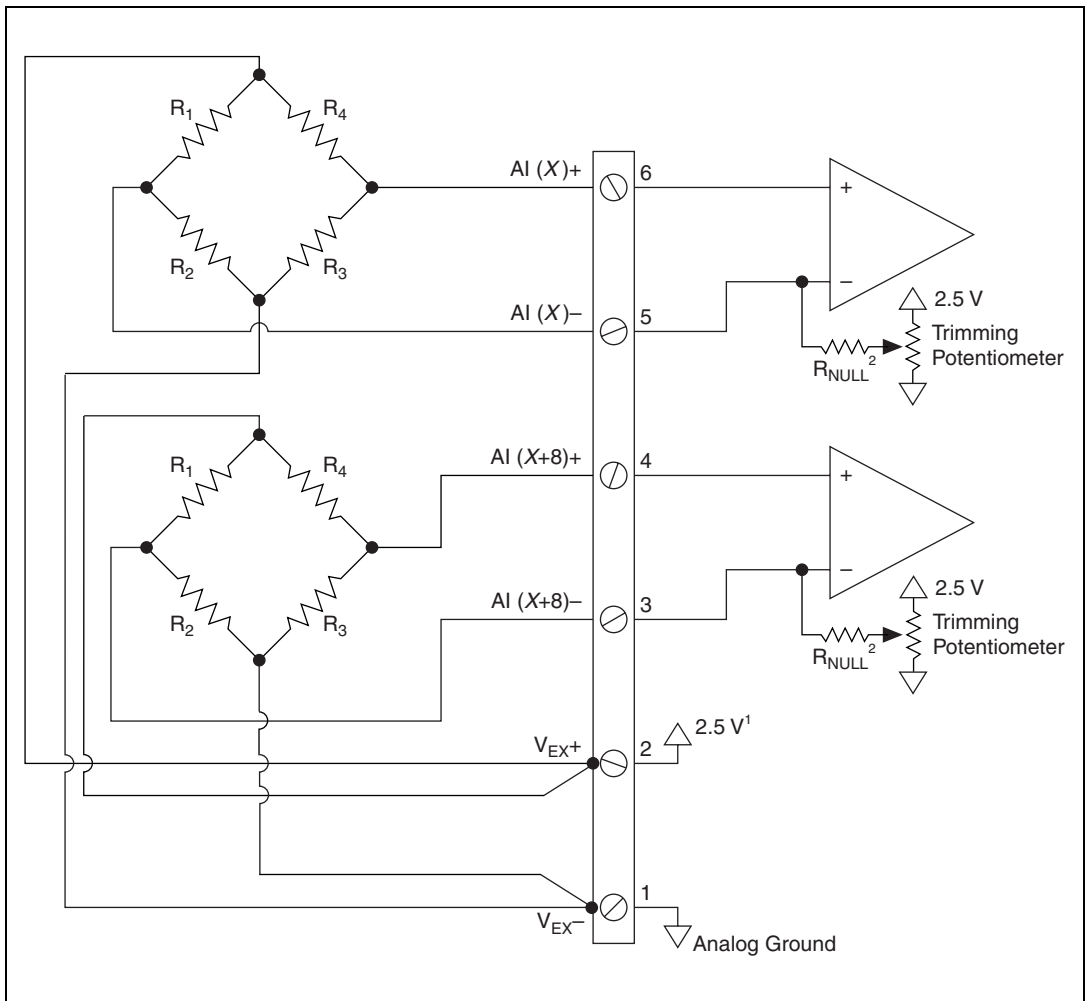 R1
R4
R2
R3
AI (X)+
6
AI (X)–
5
+
–
2.5 V
Trimming
Potentiometer
RNULL2
R1
R4
R2
R3
AI (X+8)+
4
AI (X+8)–
3
+
–
2.5 V
Trimming
Potentiometer
RNULL2
VEX+
2
2.5 V1
VEX–
1
Analog Ground